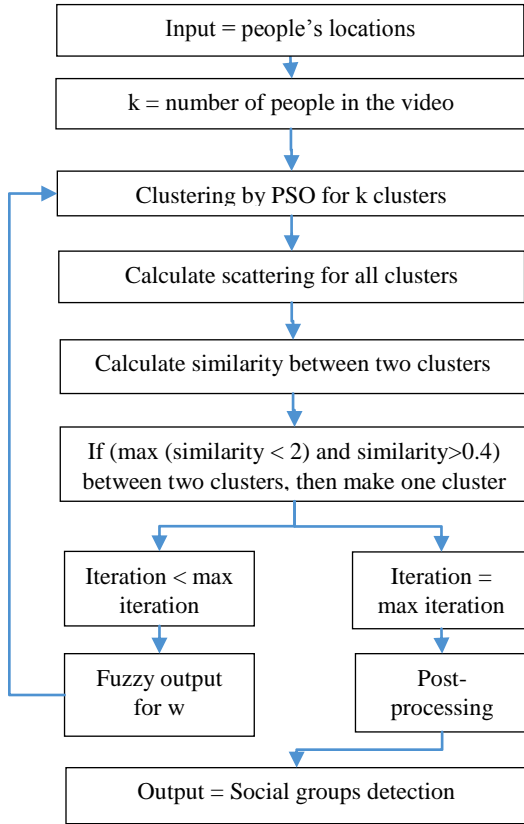 Input = people's locations
k = number of people in the video
Clustering by PSO for k clusters
Calculate scattering for all clusters
Calculate similarity between two clusters
If (max (similarity < 2) and similarity>0.4)
between two clusters, then make one cluster
Iteration < max
iteration
Iteration =
max iteration
Fuzzy output
for w
Post-
processing
Output = Social groups detection